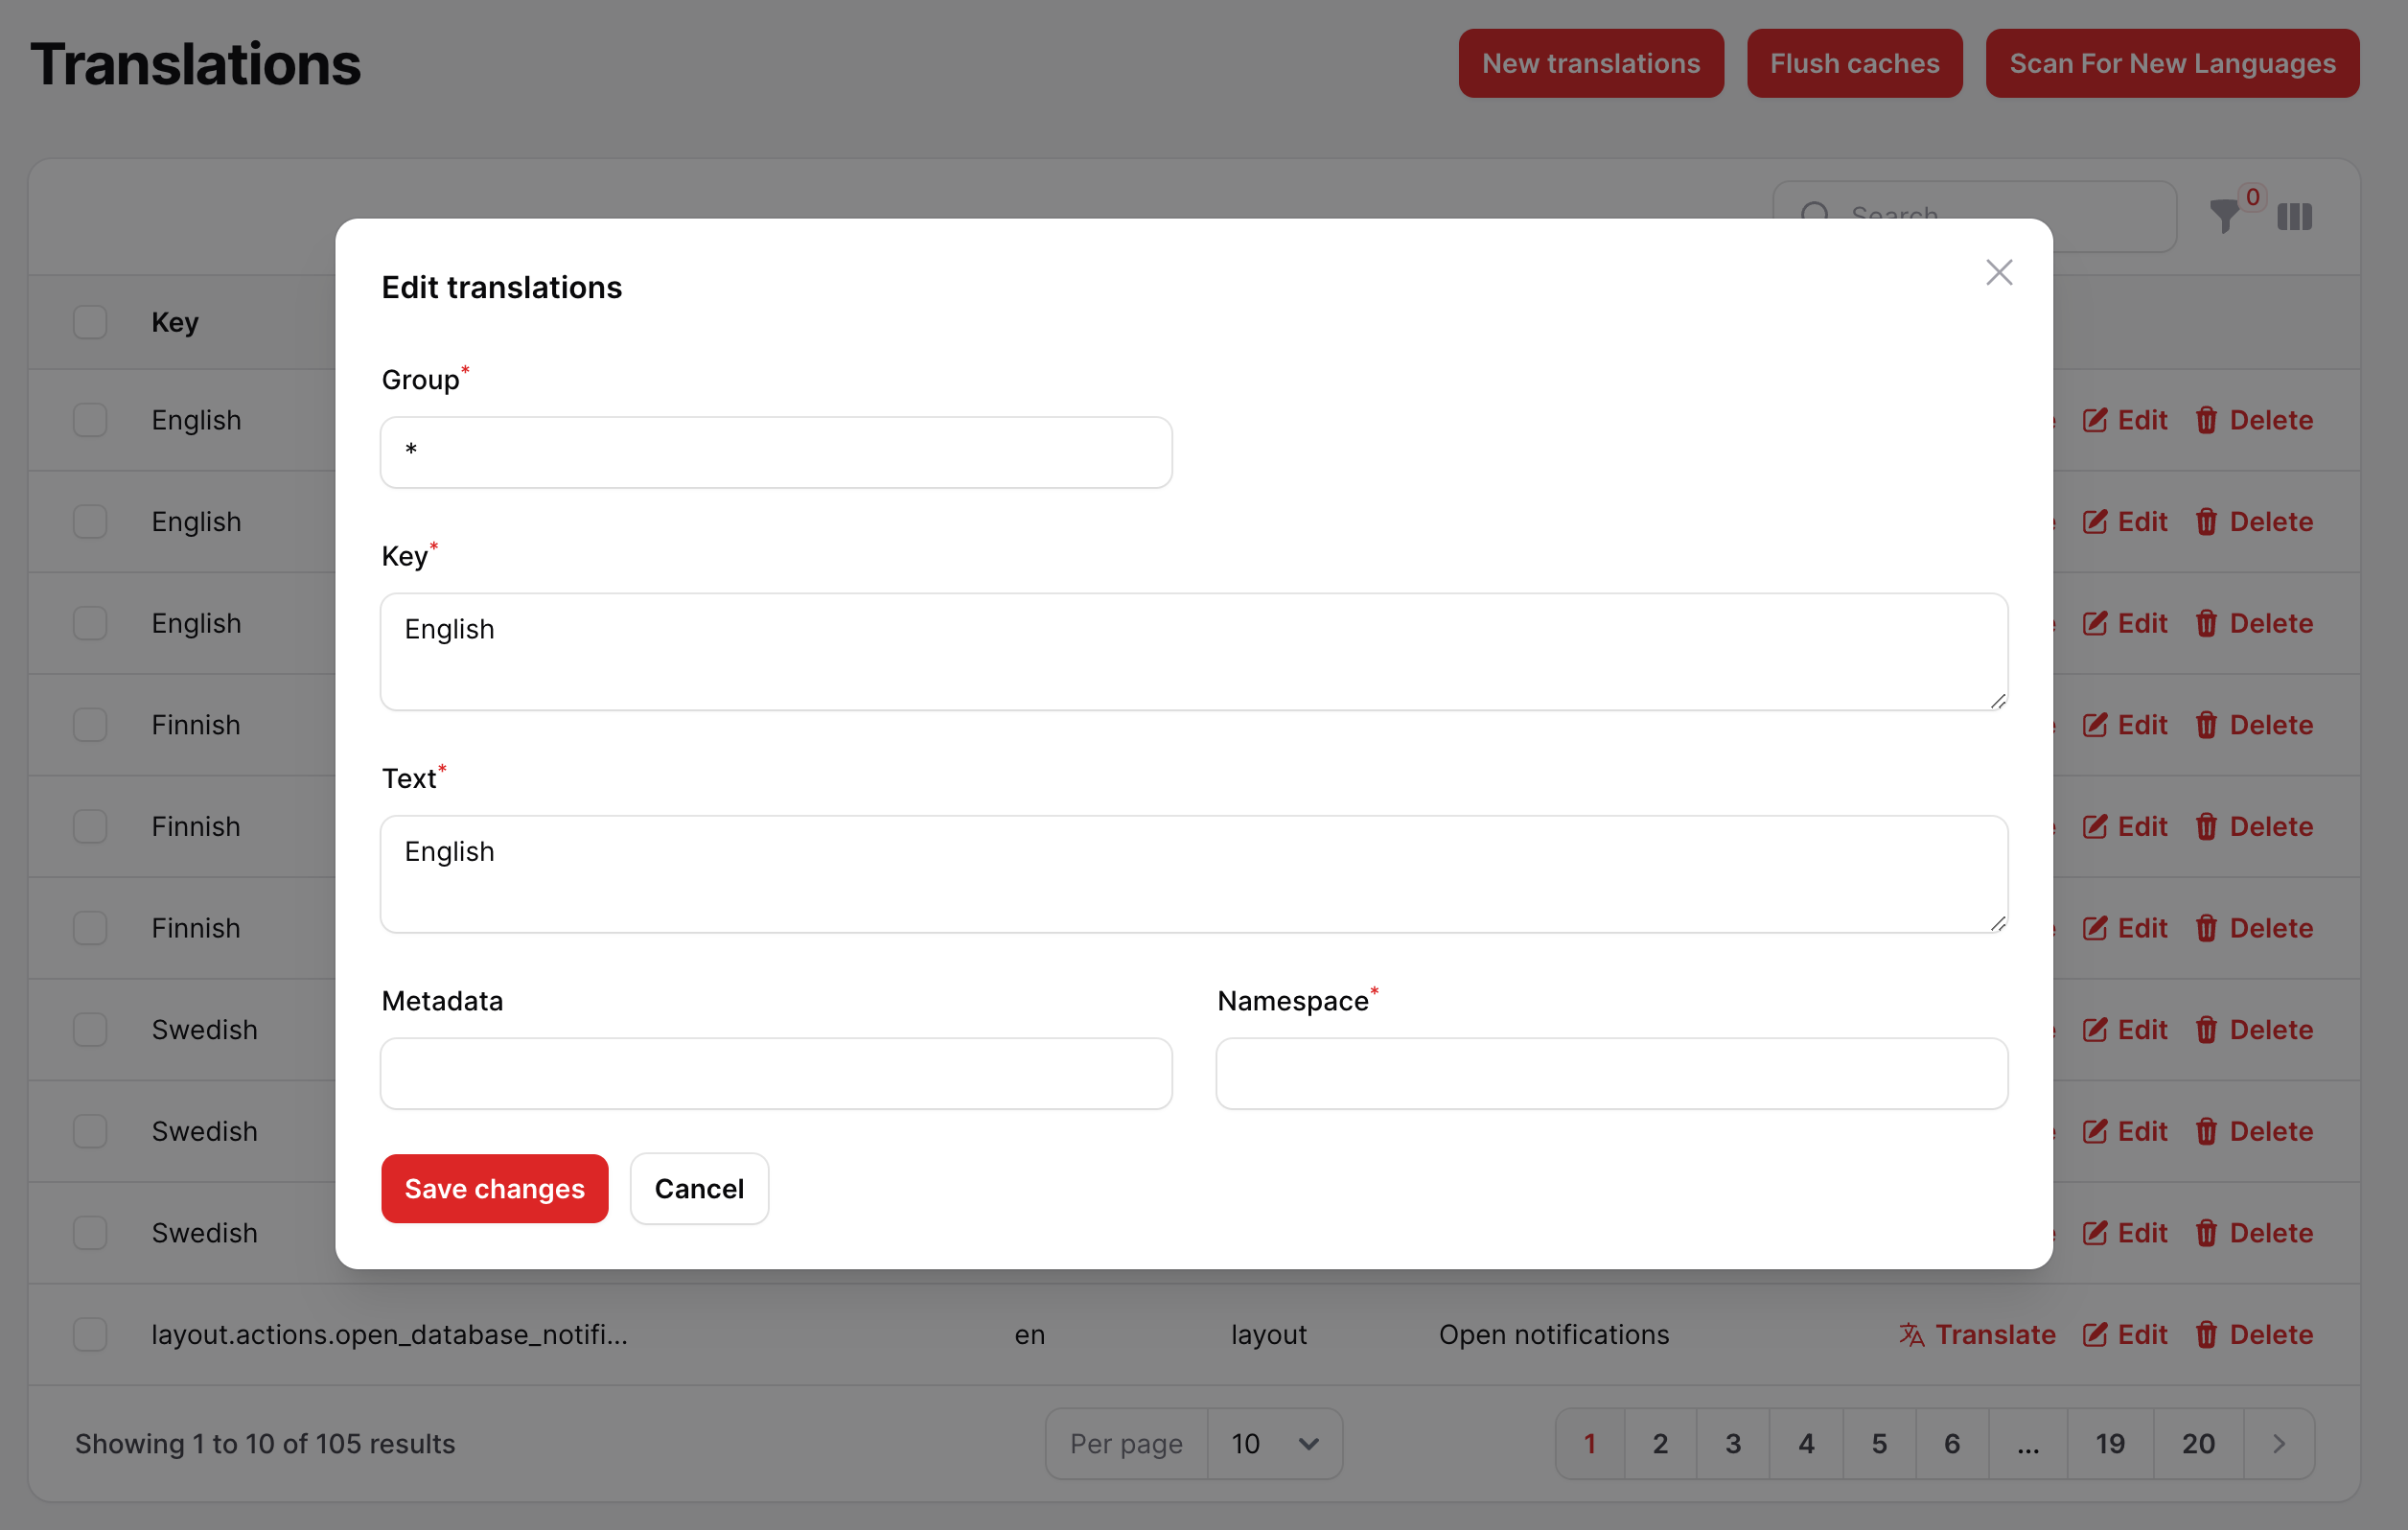 Translations
New translations
Flush caches
Scan For New Languages
Search
0
Key
English
Edit
Delete
English
Edit
Delete
English
Edit
Delete
Finnish
Edit
Delete
Finnish
Edit
Delete
Finnish
Edit
Delete
Swedish
Edit
Delete
Swedish
Edit
Delete
Swedish
Edit
Delete
layout.actions.open_database_notifi...
en
layout
Open notifications
Translate
Edit
Delete
Showing 1 to 10 of 105 results
Per page
10
1
2
3
4
5
6
...
19
20
Edit translations
Group*
*
Key*
English
Text*
English
Metadata
Namespace*
Save changes
Cancel